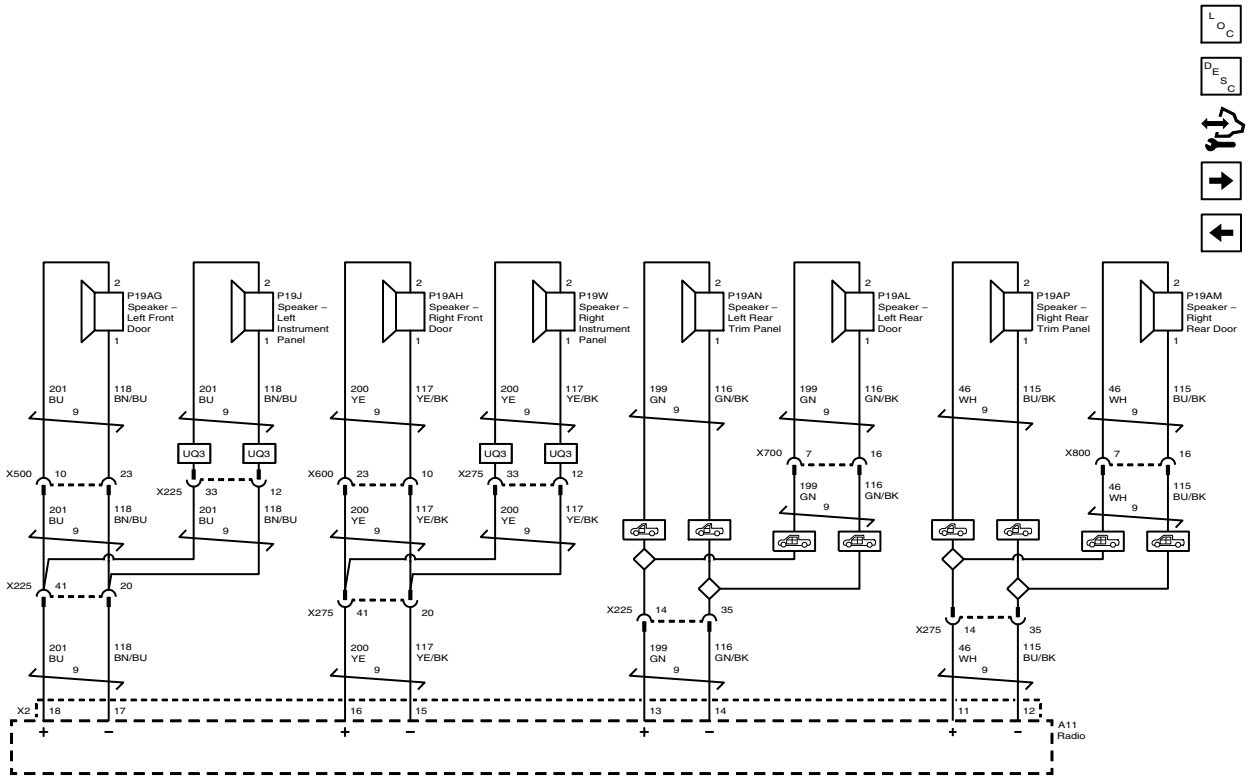 L O C
D E S C
2
P19AG
Speaker –
Left Front
Door
1
2
P19J
Speaker –
Left
Instrument
Panel
1
2
P19AH
Speaker –
Right Front
Door
1
2
P19W
Speaker –
Right
Instrument
Panel
1
2
P19AN
Speaker –
Left Rear
Trim Panel
1
2
P19AL
Speaker –
Left Rear
Door
1
2
P19AP
Speaker –
Right Rear
Trim Panel
1
2
P19AM
Speaker –
Right
Rear Door
1
201 118 201 118 200 117 200 117 199 116 199 116 46 115 46 115
BU BN/BU BU BN/BU YE YE/BK YE YE/BK GN GN/BK GN GN/BK WH BU/BK WH BU/BK
9 9 9 9 9 9 9 9
UQ3 UQ3 UQ3 UQ3
X700 7 16 X800 7 16
X500 10 23 X600 23 10 X275 33 12
X225 33 12
199 116 46 115
GN GN/BK WH BU/BK
9 9
201 118 201 118 200 117 200 117
BU BN/BU BU BN/BU YE YE/BK YE YE/BK
9 9 9 9
X225 41 20
X275 41 20
X225 14 35
X275 14 35
201 118 200 117 199 116 46 115
BU BN/BU YE YE/BK GN GN/BK WH BU/BK
9 9 9 9
X2 18 17 16 15 13 14 11 12
+ – + – + – + –
A11
Radio